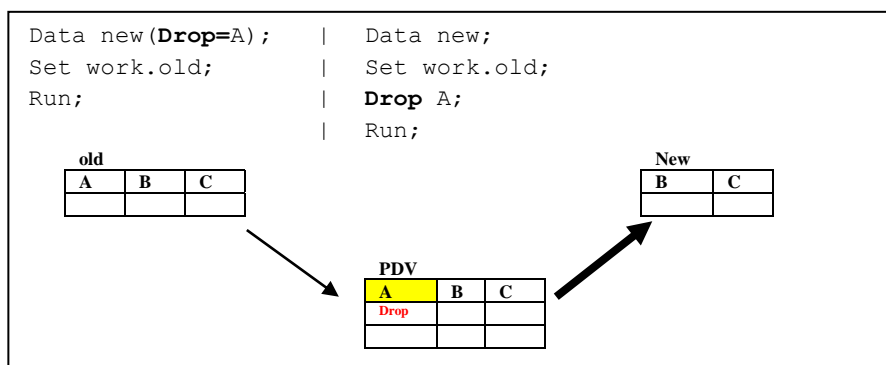 Data new(Drop=A); | Data new;
Set work.old; | Set work.old;
Run; | Drop A;
| Run;
old
A B C
New
B C
PDV
A B C
Drop